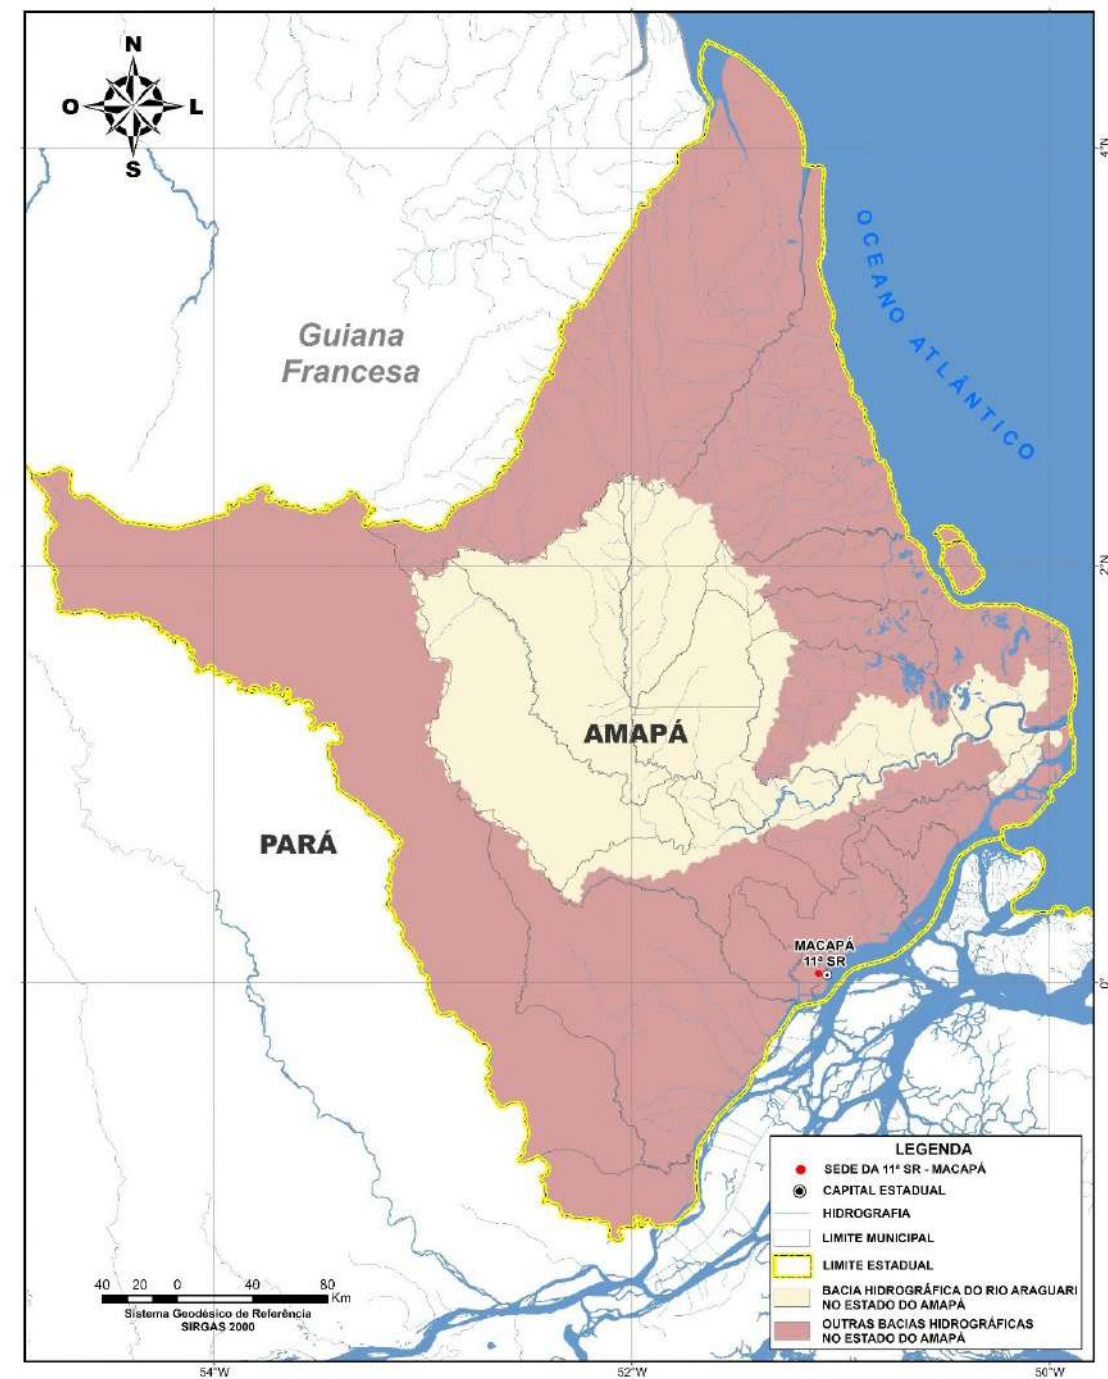 N
O
L
S
4°N
OCEANO ATLÂNTICO
Guiana
Francesa
2°N
AMAPÁ
PARÁ
MACAPÁ
11ª SR
0°
LEGENDA
SEDE DA 11ª SR - MACAPÁ
CAPITAL ESTADUAL
HIDROGRAFIA
LIMITE MUNICIPAL
LIMITE ESTADUAL
BACIA HIDROGRÁFICA DO RIO ARAGUARI
NO ESTADO DO AMAPÁ
OUTRAS BACIAS HIDROGRÁFICAS
NO ESTADO DO AMAPÁ
40 20 0 40 80
Km
Sistema Geodésico de Referência
SIRGAS 2000
54°W
52°W
50°W